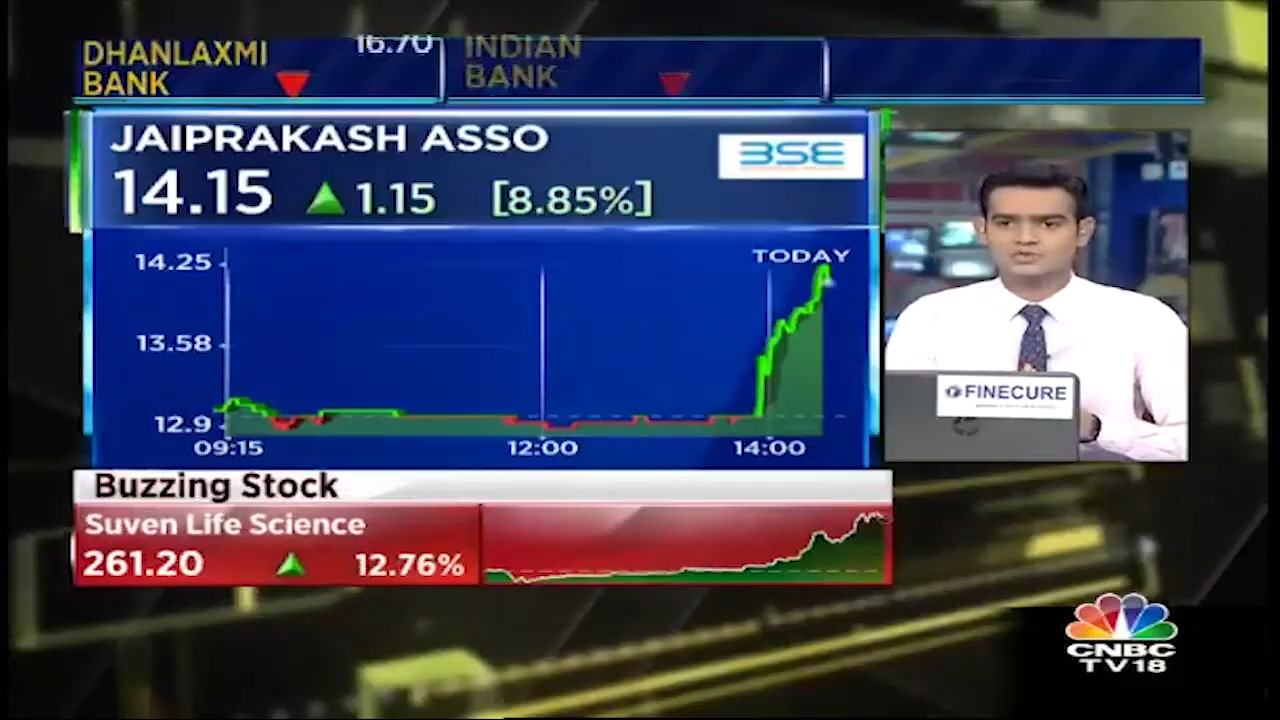 DHANLAXMI
BANK
16.70
INDIAN
BANK
JAIPRAKASH ASSO
BSE
14.15 1.15 [8.85%]
TODAY
14.25
13.58
12.9
09:15 12:00 14:00
FINECURE
Buzzing Stock
Suven Life Science
261.20 12.76%
CNBC
TV18